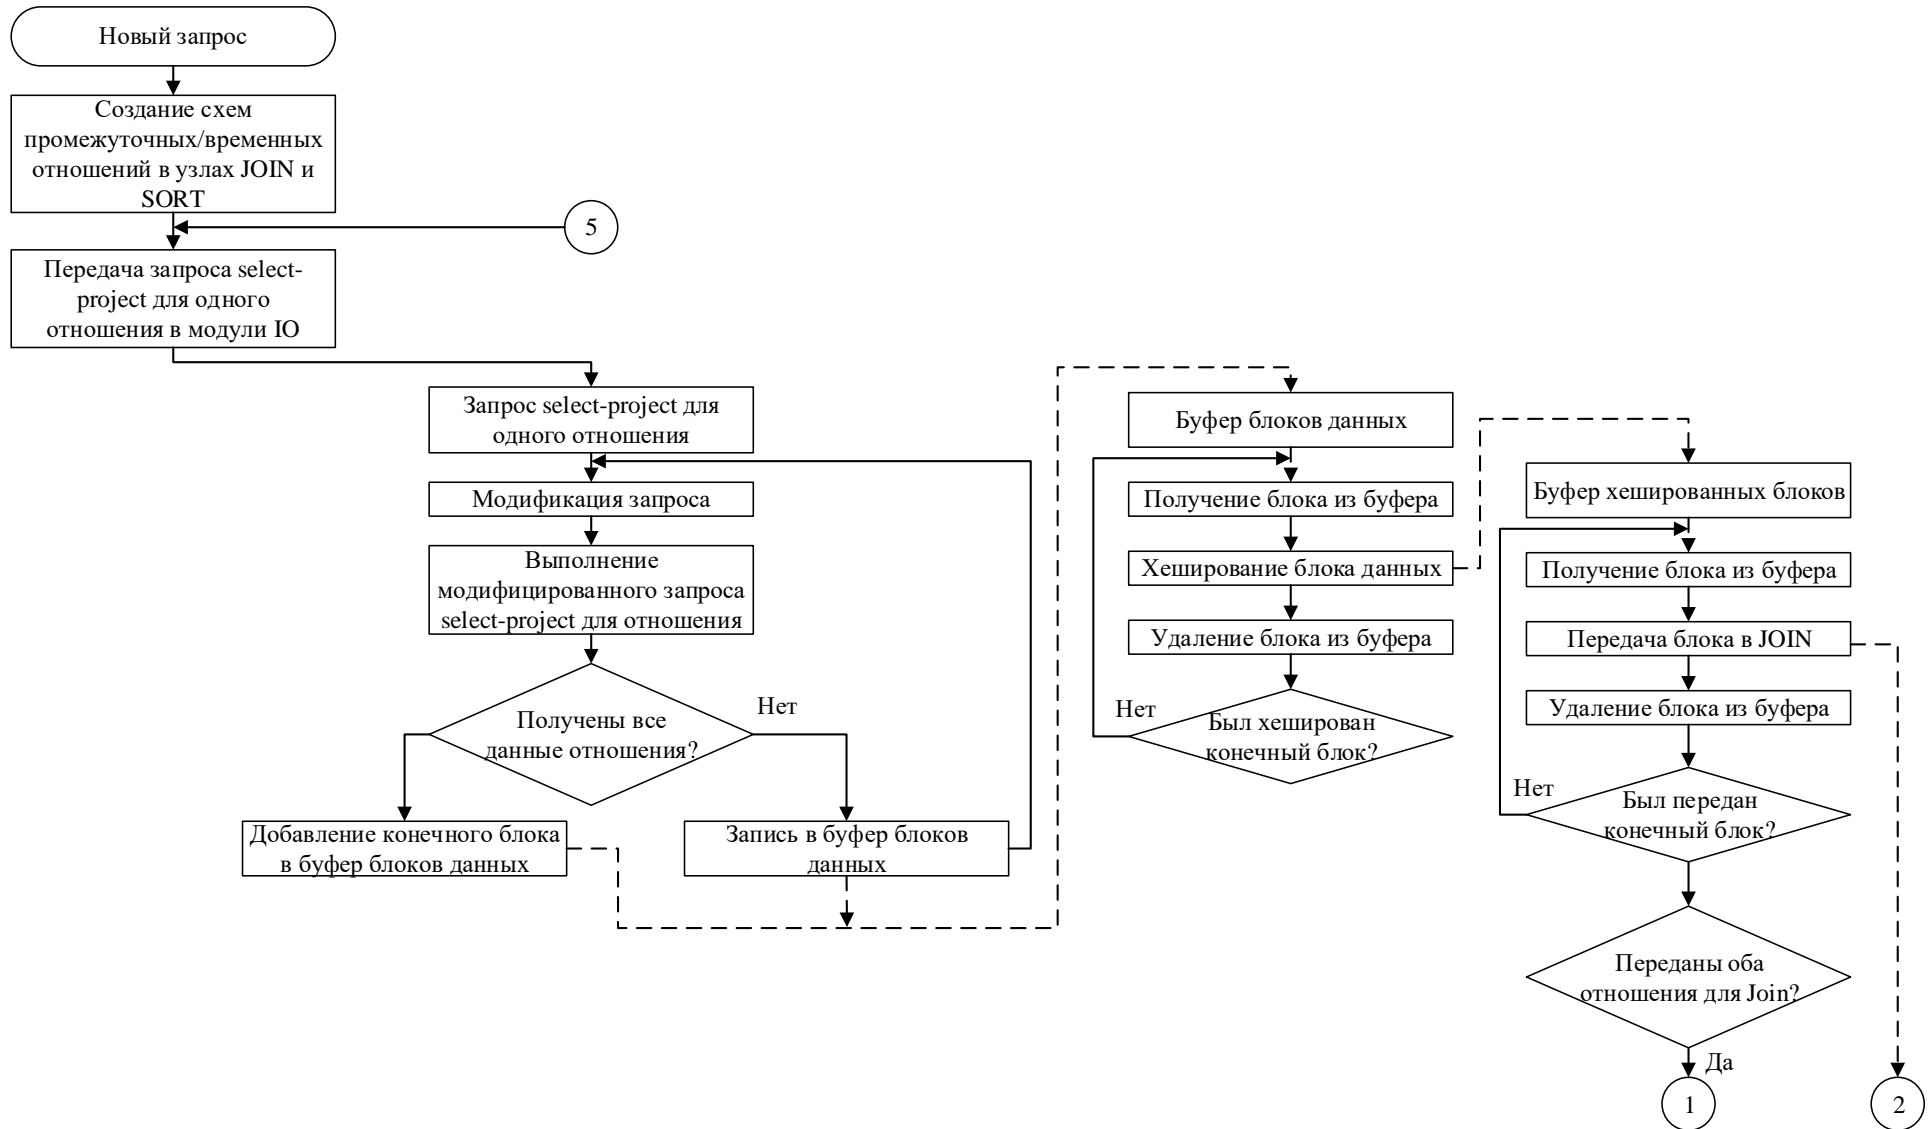 Новый запрос
Создание схем
промежуточных/временных
отношений в узлах JOIN и
SORT
5
Передача запроса select-
project для одного
отношения в модули IO
Запрос select-project для
одного отношения
Модификация запроса
Выполнение
модифицированного запроса
select-project для отношения
Получены все
данные отношения?
Нет
Добавление конечного блока
в буфер блоков данных
Запись в буфер блоков
данных
Буфер блоков данных
Получение блока из буфера
Хеширование блока данных
Удаление блока из буфера
Нет
Был хеширован
конечный блок?
Буфер хешированных блоков
Получение блока из буфера
Передача блока в JOIN
Удаление блока из буфера
Нет
Был передан
конечный блок?
Переданы оба
отношения для Join?
Да
1
2